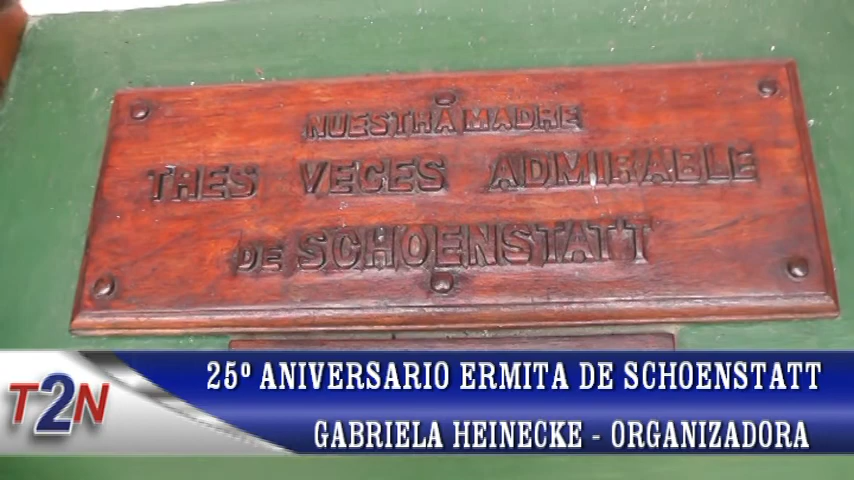 NUESTRA MADRE
TRES VECES ADMIRABLE
DE SCHOENSTATT
T2N
25º ANIVERSARIO ERMITA DE SCHOENSTATT
GABRIELA HEINECKE - ORGANIZADORA